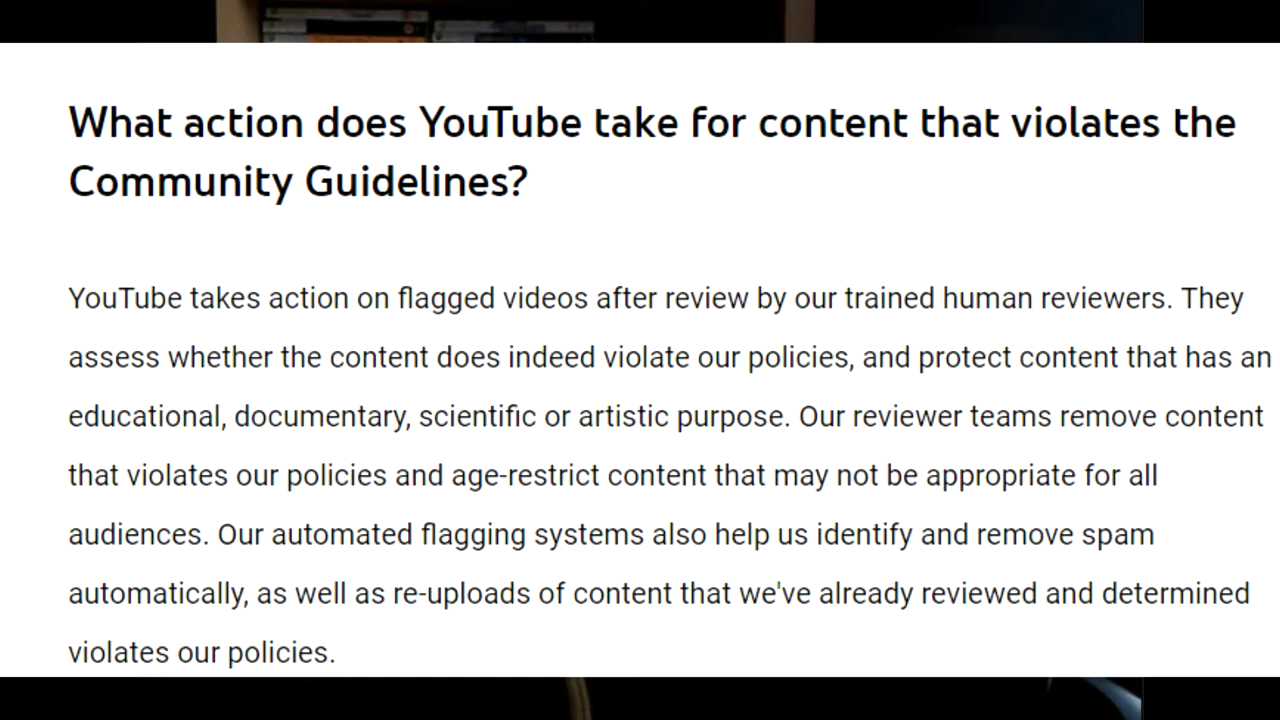 What action does YouTube take for content that violates the
Community Guidelines?
YouTube takes action on flagged videos after review by our trained human reviewers. They
assess whether the content does indeed violate our policies, and protect content that has an
educational, documentary, scientific or artistic purpose. Our reviewer teams remove content
that violates our policies and age-restrict content that may not be appropriate for all
audiences. Our automated flagging systems also help us identify and remove spam
automatically, as well as re-uploads of content that we've already reviewed and determined
violates our policies.